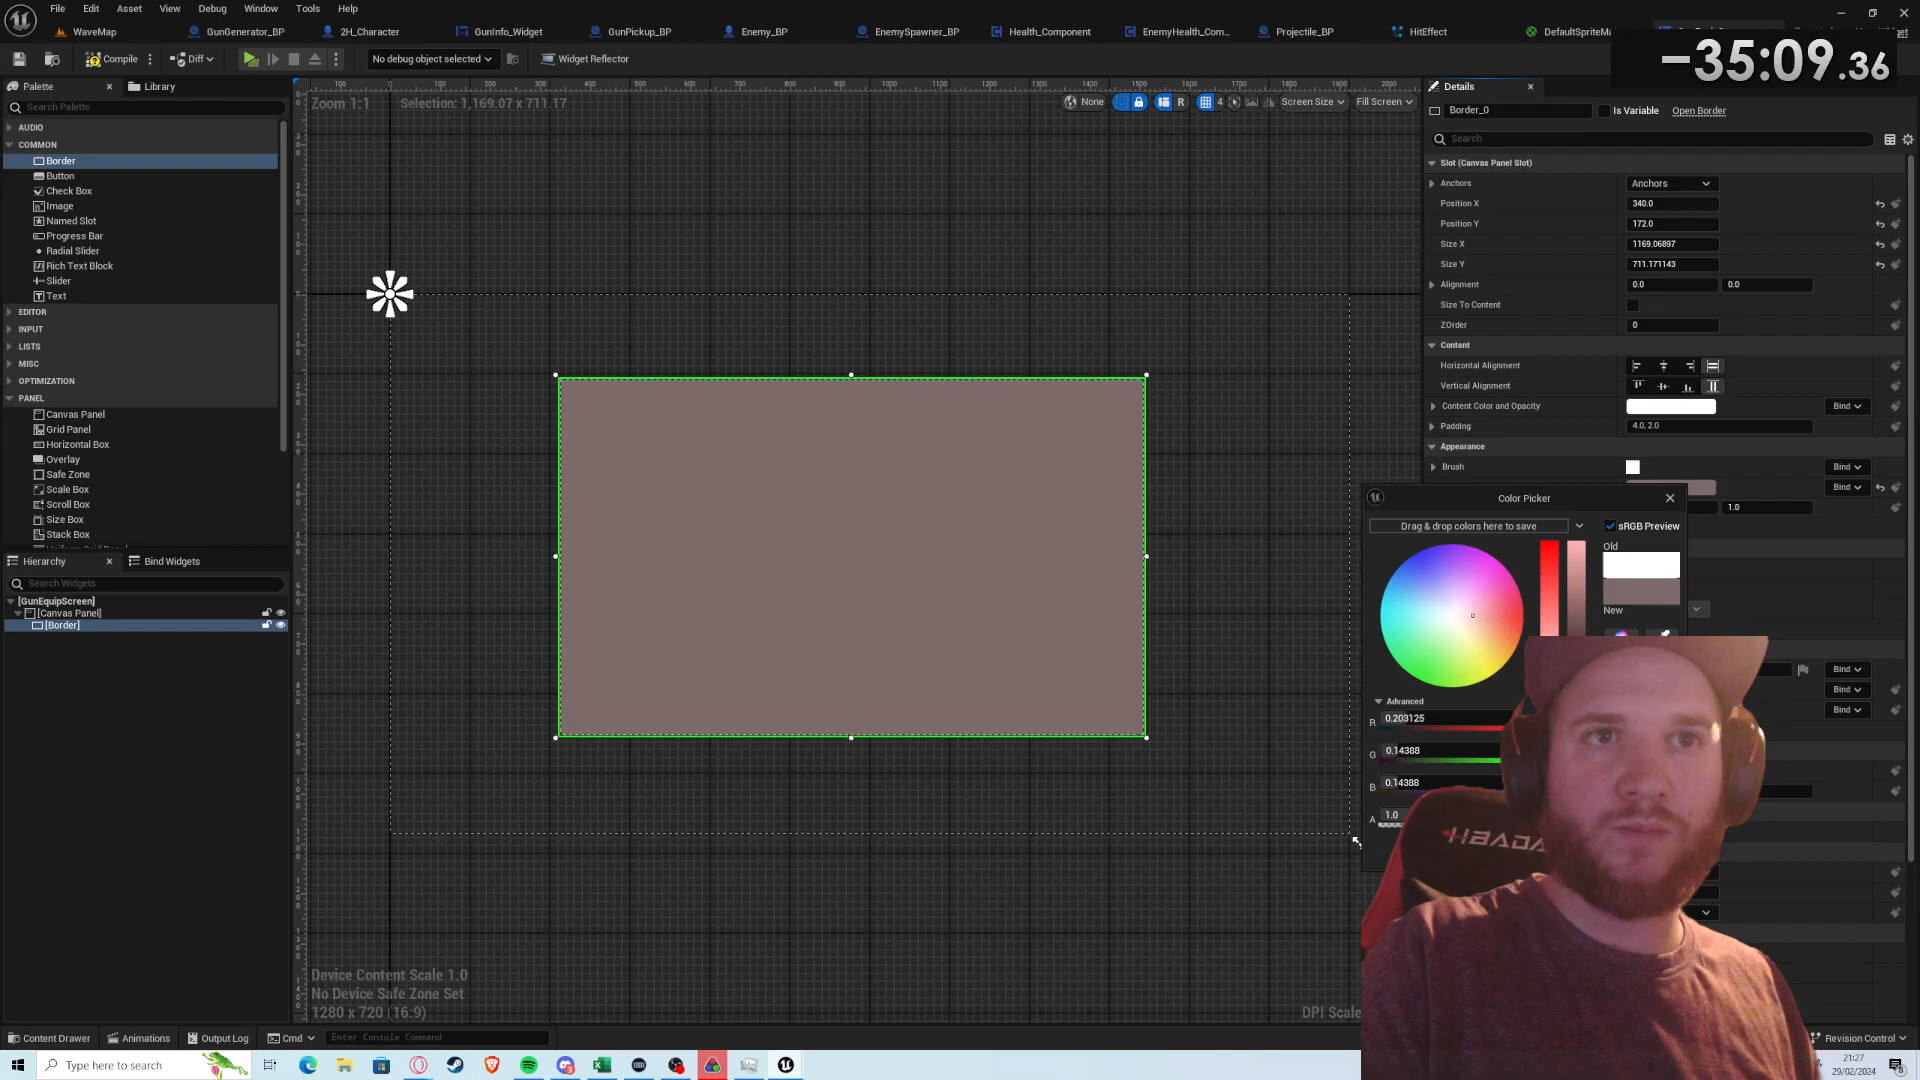 File Edit Asset View Debug Window Tools Help
WaveMap GunGenerator_BP 2H_Character GunInfo_Widget GunPickup_BP Enemy_BP EnemySpawner_BP Health_Component EnemyHealth_Com... Projectile_BP HitEffect
-35:09.36
Compile Diff No debug object selected Widget Reflector
Palette Library
Search Palette
AUDIO
COMMON
Border
Button
Check Box
Image
Named Slot
Progress Bar
Radial Slider
Rich Text Block
Slider
Text
EDITOR
INPUT
LISTS
MISC
OPTIMIZATION
PANEL
Canvas Panel
Grid Panel
Horizontal Box
Overlay
Safe Zone
Scale Box
Scroll Box
Size Box
Stack Box
Hierarchy Bind Widgets
Search Widgets
[GunEquipScreen]
[Canvas Panel]
[Border]
Zoom 1:1 Selection: 1,169.07 x 711.17
None R 4 Screen Size Fill Screen
Device Content Scale 1.0
No Device Safe Zone Set
1280 x 720 (16:9)
DPI Scale
Details
Border_0 Is Variable Open Border
Search
Slot (Canvas Panel Slot)
Anchors Anchors
Position X 340.0
Position Y 172.0
Size X 1169.06897
Size Y 711.171143
Alignment 0.0 0.0
Size To Content
ZOrder 0
Content
Horizontal Alignment
Vertical Alignment
Content Color and Opacity Bind
Padding 4.0, 2.0
Appearance
Brush Bind
Bind
1.0
Color Picker
Drag & drop colors here to save sRGB Preview
Old
New
Advanced
R 0.203125
G 0.14388
B 0.14388
A 1.0
Bind
Bind
Bind
HBADA
Content Drawer Animations Output Log Cmd Enter Console Command Revision Control
Type here to search
21:27
29/02/2024